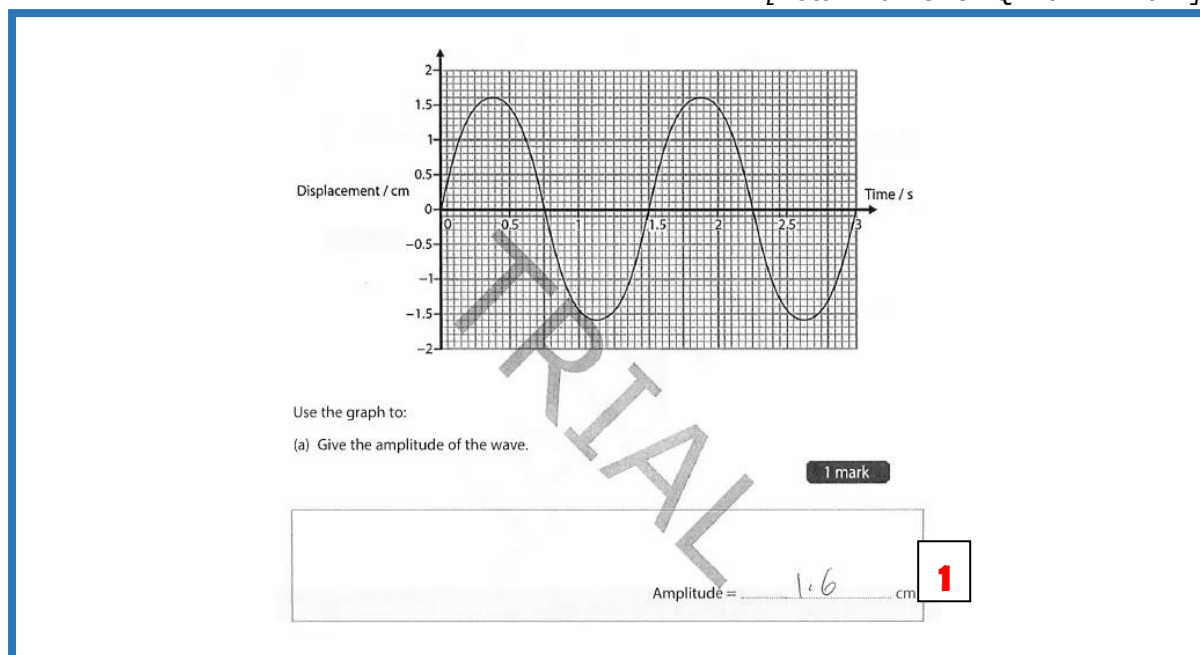 2
1.5
1
0.5
Displacement / cm
Time / s
0
0 0.5 1 1.5 2 2.5 3
−0.5
−1
−1.5
−2
TRIAL
Use the graph to:
(a) Give the amplitude of the wave.
1 mark
Amplitude = 1.6 cm
1